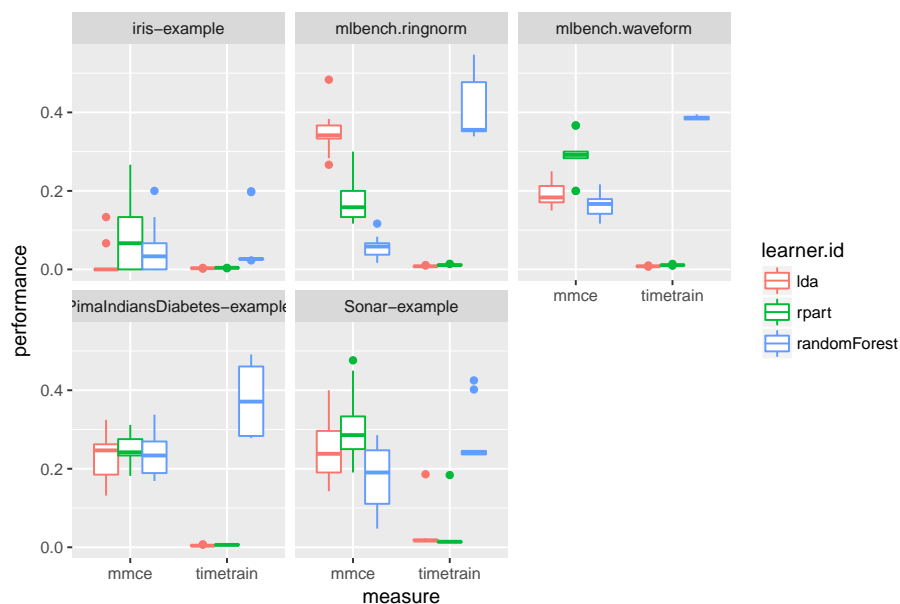 iris−example
mlbench.ringnorm
mlbench.waveform
0.4
0.2
0.0
mmce timetrain
PimaIndiansDiabetes−example
Sonar−example
0.4
0.2
0.0
mmce timetrain
mmce timetrain
performance
measure
learner.id
lda
rpart
randomForest